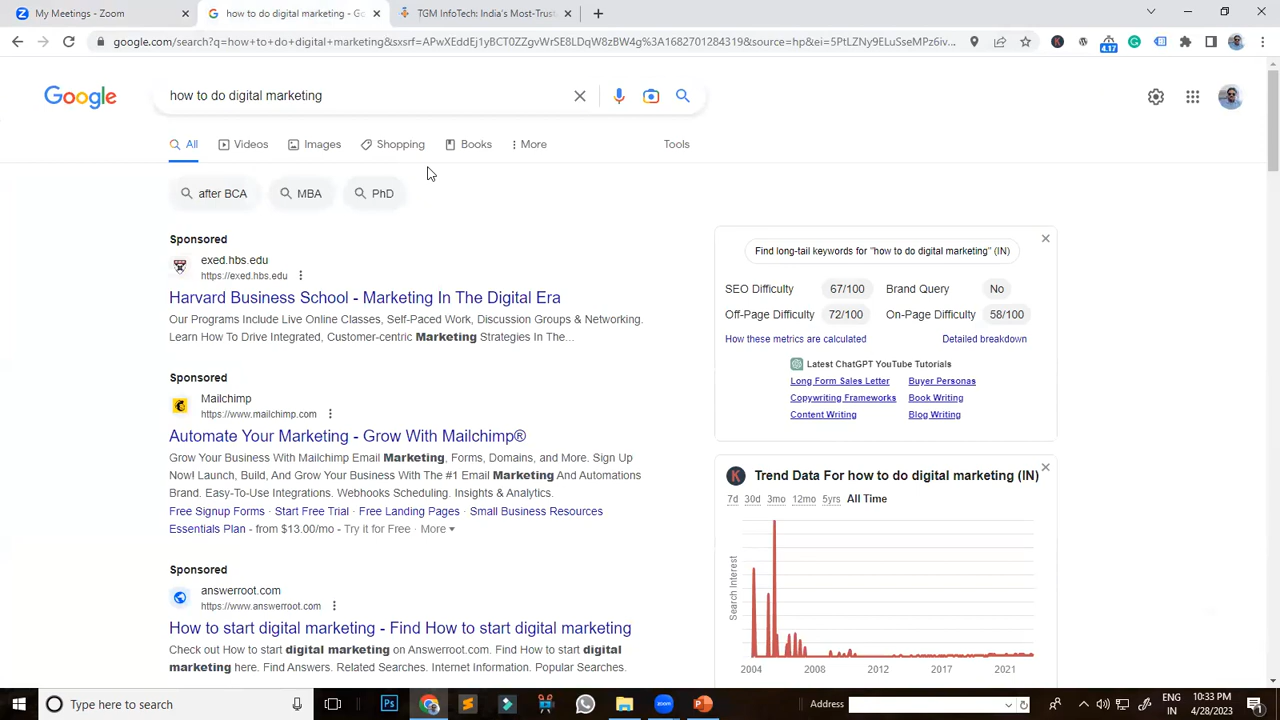 My Meetings - Zoom
how to do digital marketing - Go
TGM InfoTech: India's Most-Trust
google.com/search?q=how+to+do+digital+marketing&sxsrf=APwXEddEj1yBCT0ZZgvWrSE8LDqW8zBW4g%3A1682701284319&source=hp&ei=5PtLZNy9ELuSseMPz6iv...
4.17
Google
how to do digital marketing
All
Videos
Images
Shopping
Books
More
Tools
after BCA
MBA
PhD
Sponsored
exed.hbs.edu
https://exed.hbs.edu
Harvard Business School - Marketing In The Digital Era
Our Programs Include Live Online Classes, Self-Paced Work, Discussion Groups & Networking.
Learn How To Drive Integrated, Customer-centric Marketing Strategies In The...
Sponsored
Mailchimp
https://www.mailchimp.com
Automate Your Marketing - Grow With Mailchimp®
Grow Your Business With Mailchimp Email Marketing, Forms, Domains, and More. Sign Up
Now! Launch, Build, And Grow Your Business With The #1 Email Marketing And Automations
Brand. Easy-To-Use Integrations. Webhooks Scheduling. Insights & Analytics.
Free Signup Forms · Start Free Trial · Free Landing Pages · Small Business Resources
Essentials Plan - from $13.00/mo - Try it for Free · More
Sponsored
answerroot.com
https://www.answerroot.com
How to start digital marketing - Find How to start digital marketing
Check out How to start digital marketing on Answerroot.com. Find How to start digital
marketing here. Find Answers. Related Searches. Internet Information. Popular Searches.
Find long-tail keywords for "how to do digital marketing" (IN)
SEO Difficulty 67/100 Brand Query No
Off-Page Difficulty 72/100 On-Page Difficulty 58/100
How these metrics are calculated Detailed breakdown
Latest ChatGPT YouTube Tutorials
Long Form Sales Letter Buyer Personas
Copywriting Frameworks Book Writing
Content Writing Blog Writing
K
Trend Data For how to do digital marketing (IN)
7d 30d 3mo 12mo 5yrs All Time
Search Interest
2004 2008 2012 2017 2021
Type here to search
Ps
Address
ENG
IN
10:33 PM
4/28/2023
1